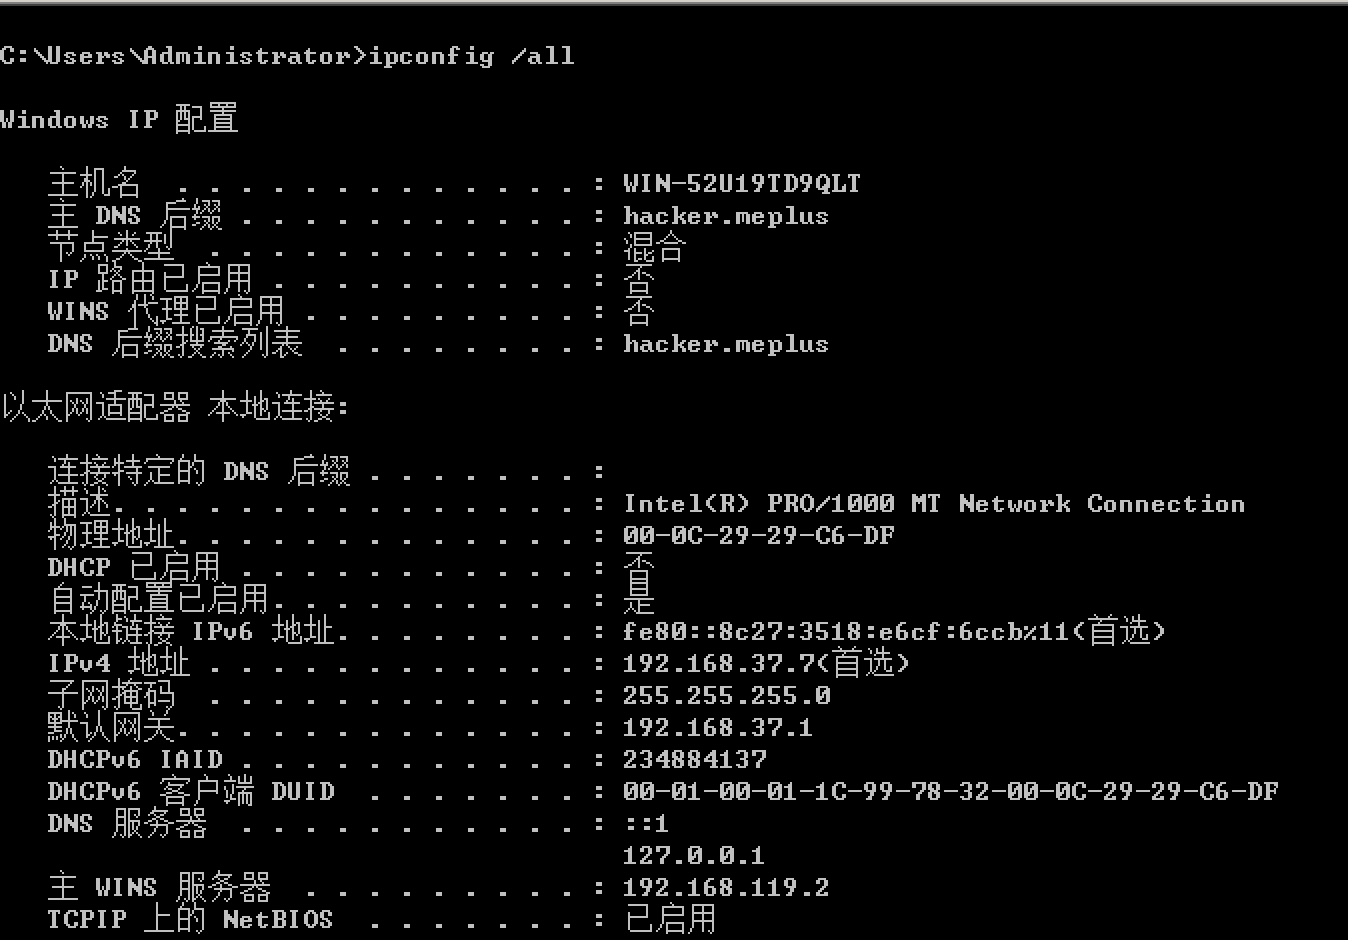 C:\Users\Administrator>ipconfig /all
Windows IP 配置
主机名 . . . . . . . . . . . . . : WIN-52U19TD9QLT
主 DNS 后缀 . . . . . . . . . . . : hacker.meplus
节点类型 . . . . . . . . . . . . : 混合
IP 路由已启用 . . . . . . . . . . : 否
WINS 代理已启用 . . . . . . . . . : 否
DNS 后缀搜索列表 . . . . . . . . : hacker.meplus
以太网适配器 本地连接:
连接特定的 DNS 后缀 . . . . . . . :
描述. . . . . . . . . . . . . . . : Intel(R) PRO/1000 MT Network Connection
物理地址. . . . . . . . . . . . . : 00-0C-29-29-C6-DF
DHCP 已启用 . . . . . . . . . . . : 否
自动配置已启用. . . . . . . . . . : 是
本地链接 IPv6 地址. . . . . . . . : fe80::8c27:3518:e6cf:6ccb%11(首选)
IPv4 地址 . . . . . . . . . . . . : 192.168.37.7(首选)
子网掩码 . . . . . . . . . . . . : 255.255.255.0
默认网关. . . . . . . . . . . . . : 192.168.37.1
DHCPv6 IAID . . . . . . . . . . . : 234884137
DHCPv6 客户端 DUID . . . . . . . : 00-01-00-01-1C-99-78-32-00-0C-29-29-C6-DF
DNS 服务器 . . . . . . . . . . . : ::1
127.0.0.1
主 WINS 服务器 . . . . . . . . . : 192.168.119.2
TCPIP 上的 NetBIOS . . . . . . . : 已启用